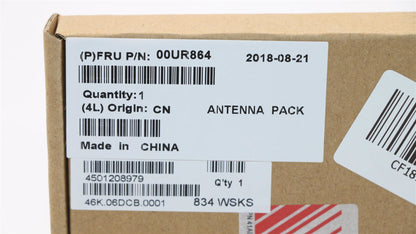 (P)FRU P/N: 00UR864 2018-08-21
Quantity:1
(4L) Origin: CN ANTENNA PACK
Made in CHINA
4501208979
Q'ty 1
46K.06DCB.0001 834 WSKS